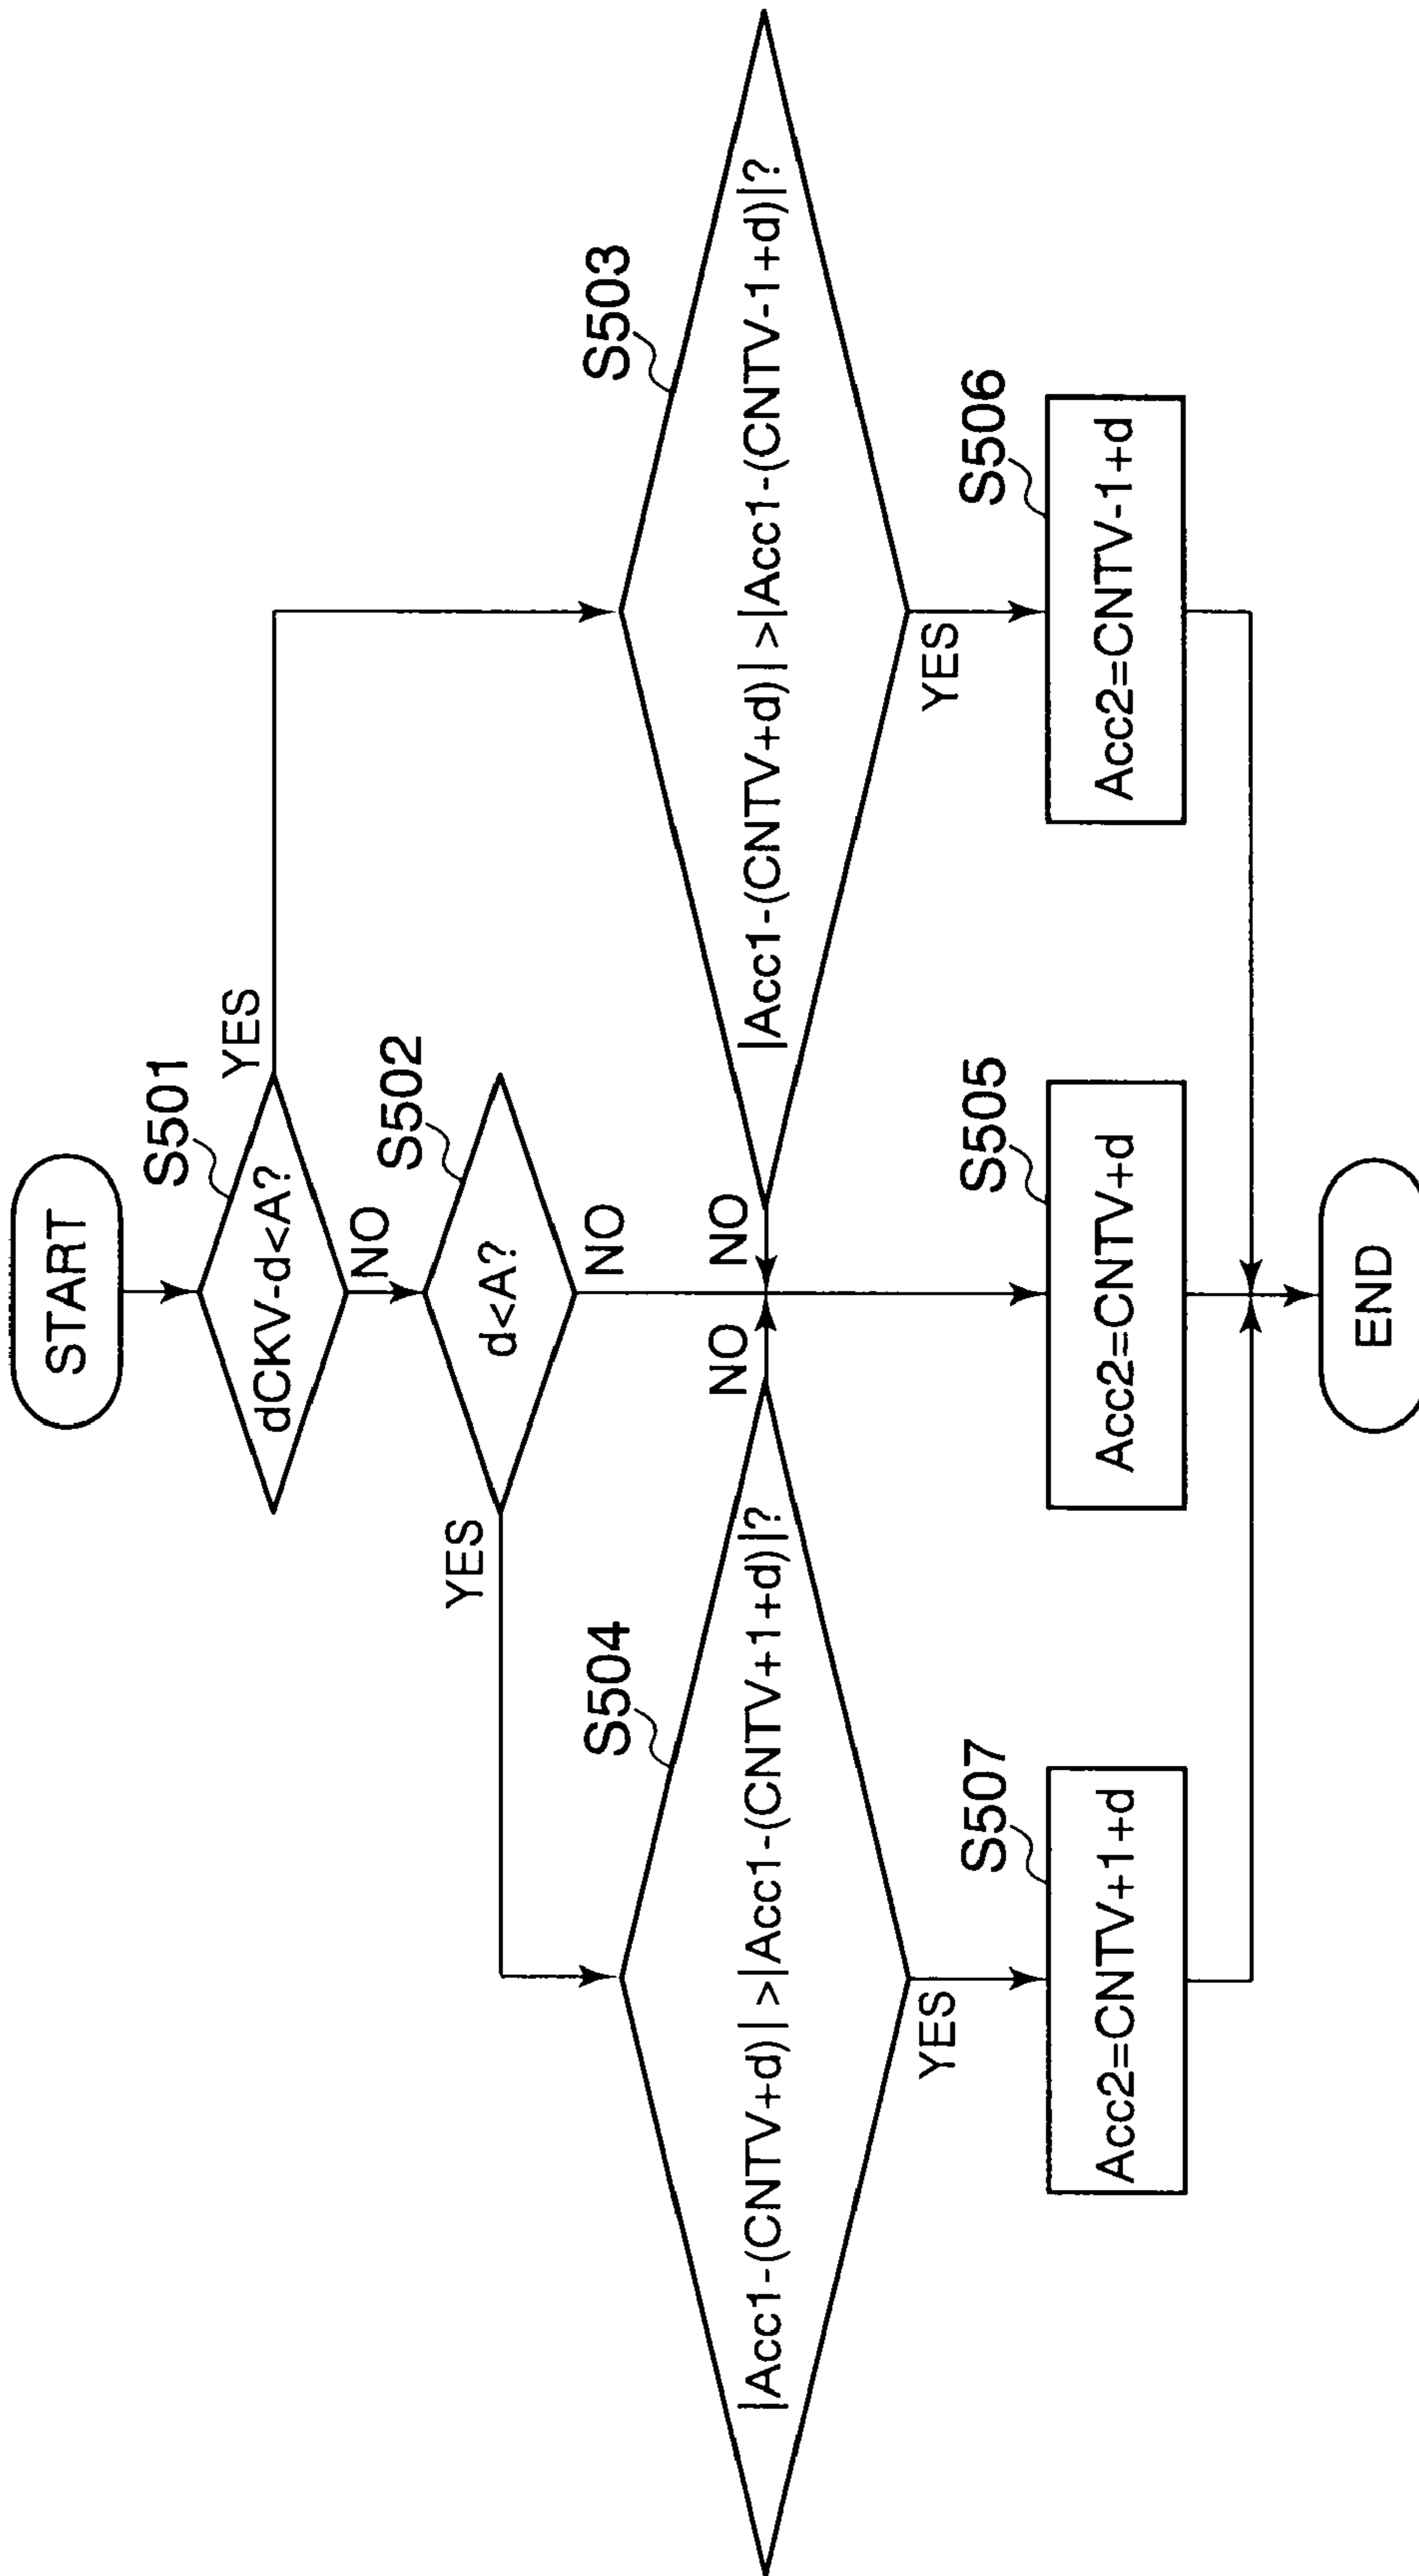 START
S501
dCKV-d<A?
YES
NO
S502
d<A?
YES
NO
S504
|Acc1-(CNTV+d)|>|Acc1-(CNTV+1+d)|?
NO
YES
S503
|Acc1-(CNTV+d)|>|Acc1-(CNTV-1+d)|?
NO
YES
S507
Acc2=CNTV+1+d
S505
Acc2=CNTV+d
S506
Acc2=CNTV-1+d
END